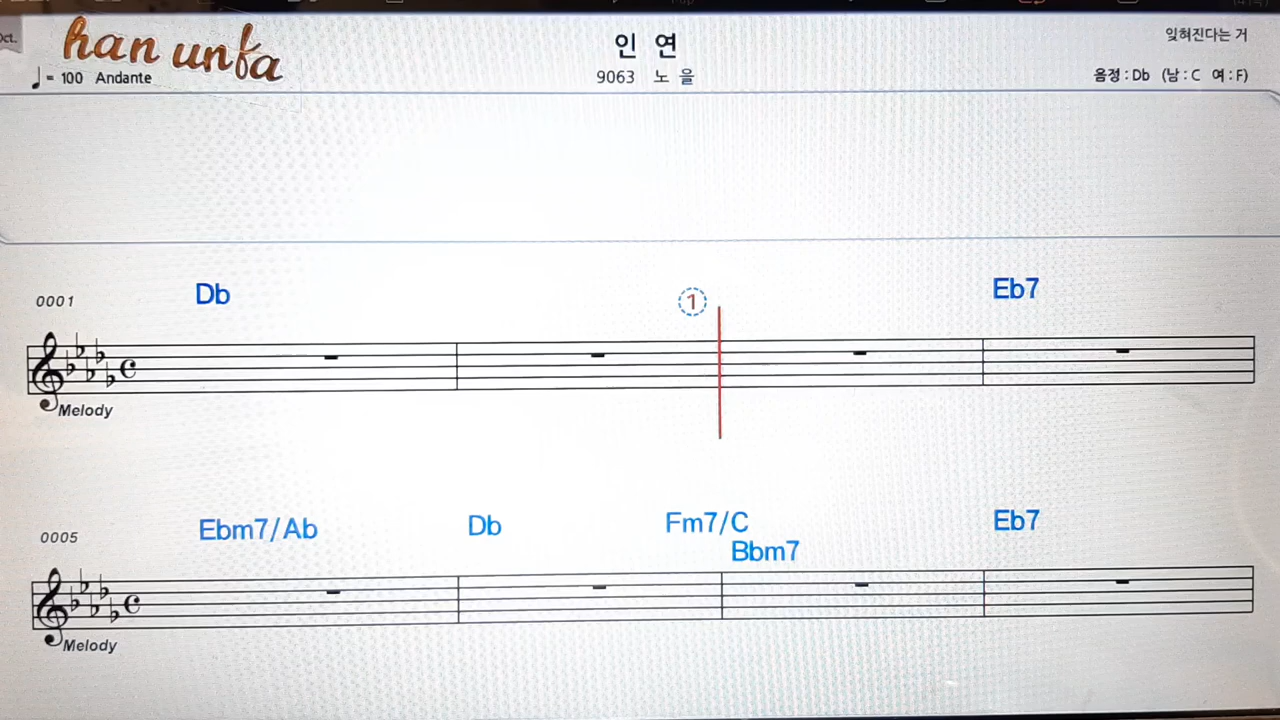 Oct.
han unfa
인 연
잊혀진다는 거
♩ = 100 Andante
9063 노 을
음정 : Db (남 : C 여 : F)
0001
Db
1
Eb7
Melody
0005
Ebm7/Ab
Db
Fm7/C
Bbm7
Eb7
Melody